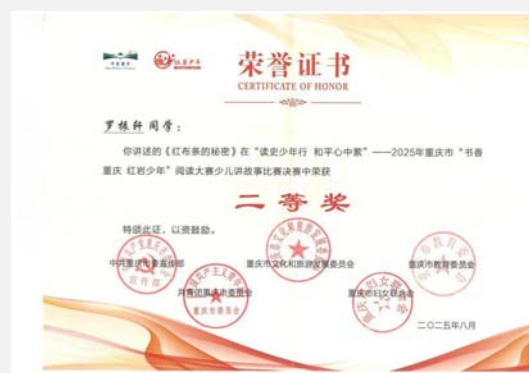 荣誉证书
CERTIFICATE OF HONOR
罗振轩 同学：
你讲述的《红布条的秘密》在“读史少年行 和平心中萦”——2025年重庆市“书香
重庆 红岩少年”阅读大赛少儿讲故事比赛决赛中荣获
二等奖
特颁此证，以资鼓励。
中共重庆市委宣传部
重庆市文化和旅游发展委员会
重庆市教育委员会
共青团重庆市委员会
重庆市妇女联合会
二〇二五年八月